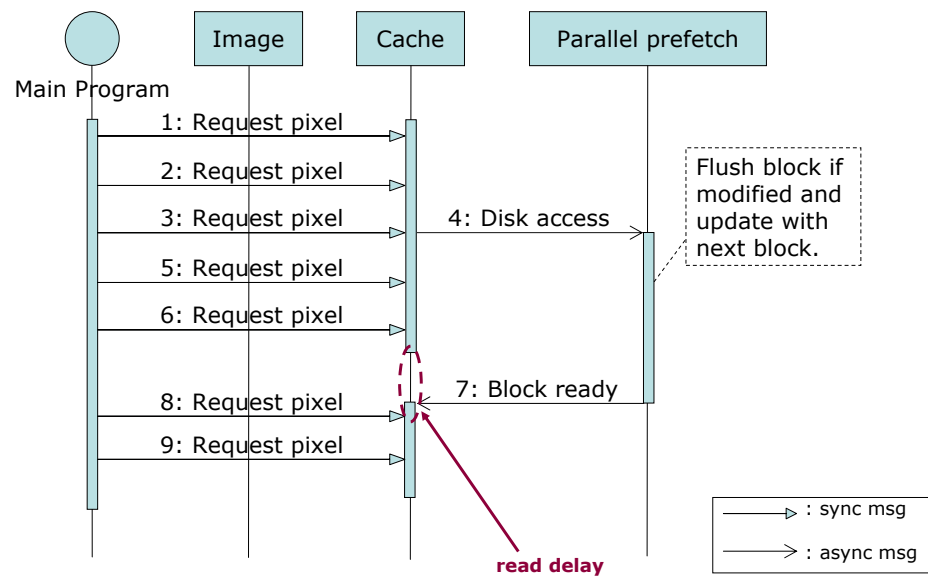 Image
Cache
Parallel prefetch
Main Program
1: Request pixel
2: Request pixel
3: Request pixel
4: Disk access
Flush block if
modified and
update with
next block.
5: Request pixel
6: Request pixel
7: Block ready
8: Request pixel
9: Request pixel
read delay
: sync msg
: async msg